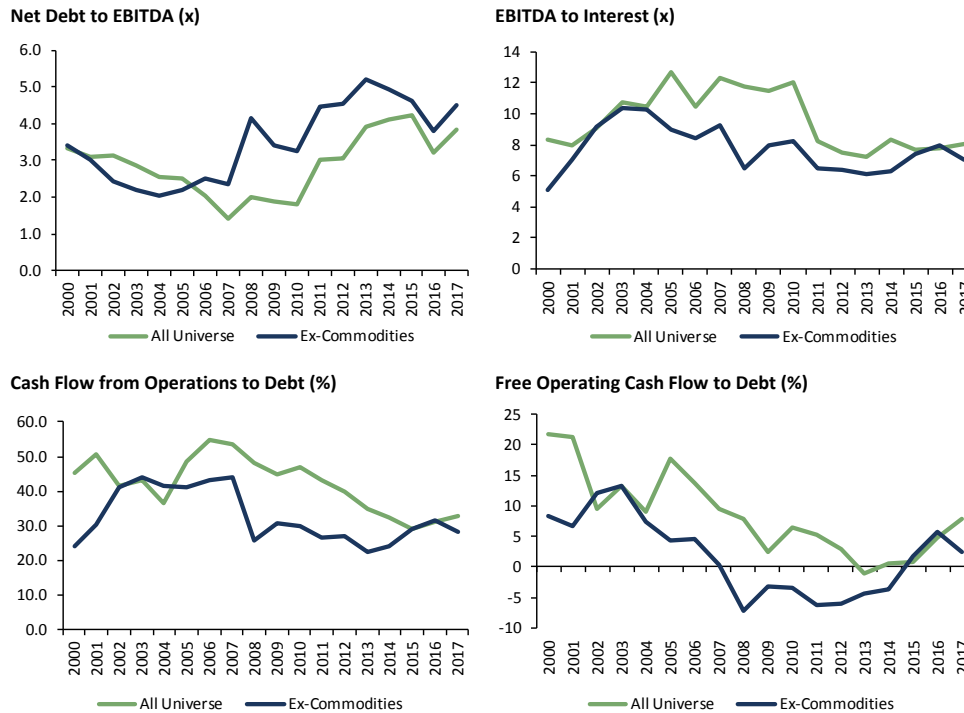 Net Debt to EBITDA (x)
6.0
5.0
4.0
3.0
2.0
1.0
0.0
2000 2001 2002 2003 2004 2005 2006 2007 2008 2009 2010 2011 2012 2013 2014 2015 2016 2017
All Universe Ex-Commodities
EBITDA to Interest (x)
14
12
10
8
6
4
2
0
2000 2001 2002 2003 2004 2005 2006 2007 2008 2009 2010 2011 2012 2013 2014 2015 2016 2017
All Universe Ex-Commodities
Cash Flow from Operations to Debt (%)
60.0
50.0
40.0
30.0
20.0
10.0
0.0
2000 2001 2002 2003 2004 2005 2006 2007 2008 2009 2010 2011 2012 2013 2014 2015 2016 2017
All Universe Ex-Commodities
Free Operating Cash Flow to Debt (%)
25
20
15
10
5
0
-5
-10
2000 2001 2002 2003 2004 2005 2006 2007 2008 2009 2010 2011 2012 2013 2014 2015 2016 2017
All Universe Ex-Commodities